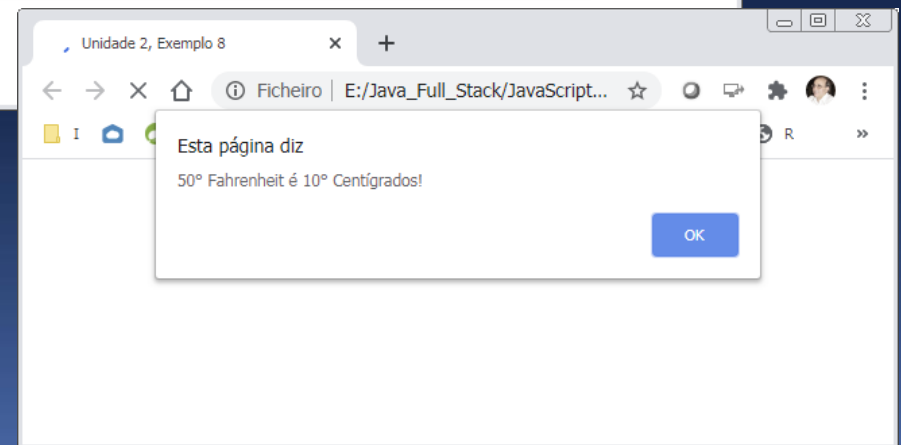 Unidade 2, Exemplo 8
Ficheiro | E:/Java_Full_Stack/JavaScript...
I
R
Esta página diz
50° Fahrenheit é 10° Centígrados!
OK